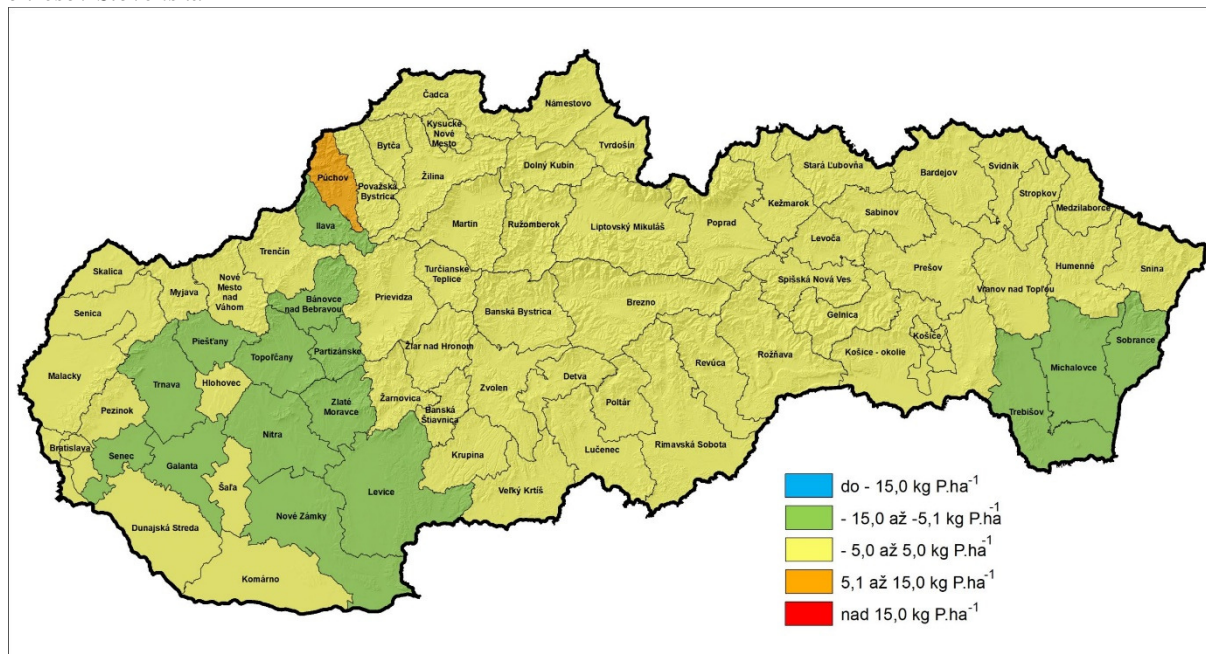 Čadca
Námestovo
Kysucké
Nové
Mesto
Bytča
Tvrdošín
Dolný Kubín
Žilina
Púchov
Považská
Bystrica
Stará Ľubovňa
Bardejov
Svidník
Stropkov
Medzilaborce
Kežmarok
Sabinov
Ilava
Martin
Ružomberok
Liptovský Mikuláš
Poprad
Levoča
Trenčín
Prešov
Humenné
Snina
Skalica
Myjava
Nové
Mesto
nad
Váhom
Turčianske
Teplice
Prievidza
Spišská Nová Ves
Vranov nad Topľou
Bánovce
nad Bebravou
Brezno
Banská Bystrica
Senica
Gelnica
Košice
Sobrance
Piešťany
Topoľčany
Partizánske
Žiar nad Hronom
Rožňava
Košice - okolie
Revúca
Michalovce
Malacky
Trnava
Hlohovec
Zvolen
Detva
Poltár
Trebišov
Pezinok
Zlaté
Moravce
Žarnovica
Banská
Štiavnica
Nitra
Bratislava
Senec
Galanta
Krupina
Lučenec
Rimavská Sobota
Šaľa
Levice
Veľký Krtíš
Nové Zámky
Dunajská Streda
Komárno
do - 15,0 kg P.ha-1
- 15,0 až -5,1 kg P.ha-1
- 5,0 až 5,0 kg P.ha-1
5,1 až 15,0 kg P.ha-1
nad 15,0 kg P.ha-1